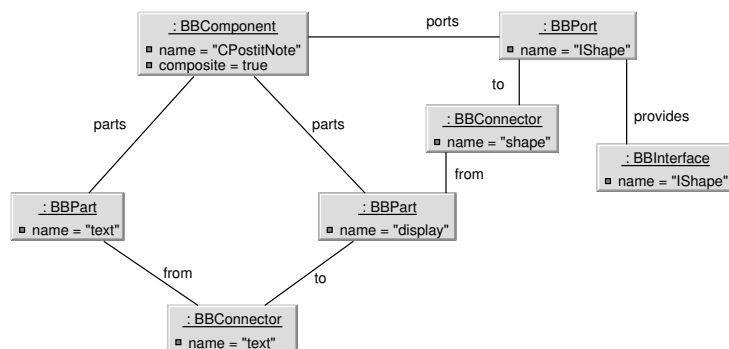 : BBComponent
name = "CPostitNote"
composite = true
ports
: BBPort
name = "IShape"
to
parts
parts
: BBConnector
name = "shape"
provides
from
: BBInterface
name = "IShape"
: BBPart
name = "text"
: BBPart
name = "display"
from
to
: BBConnector
name = "text"